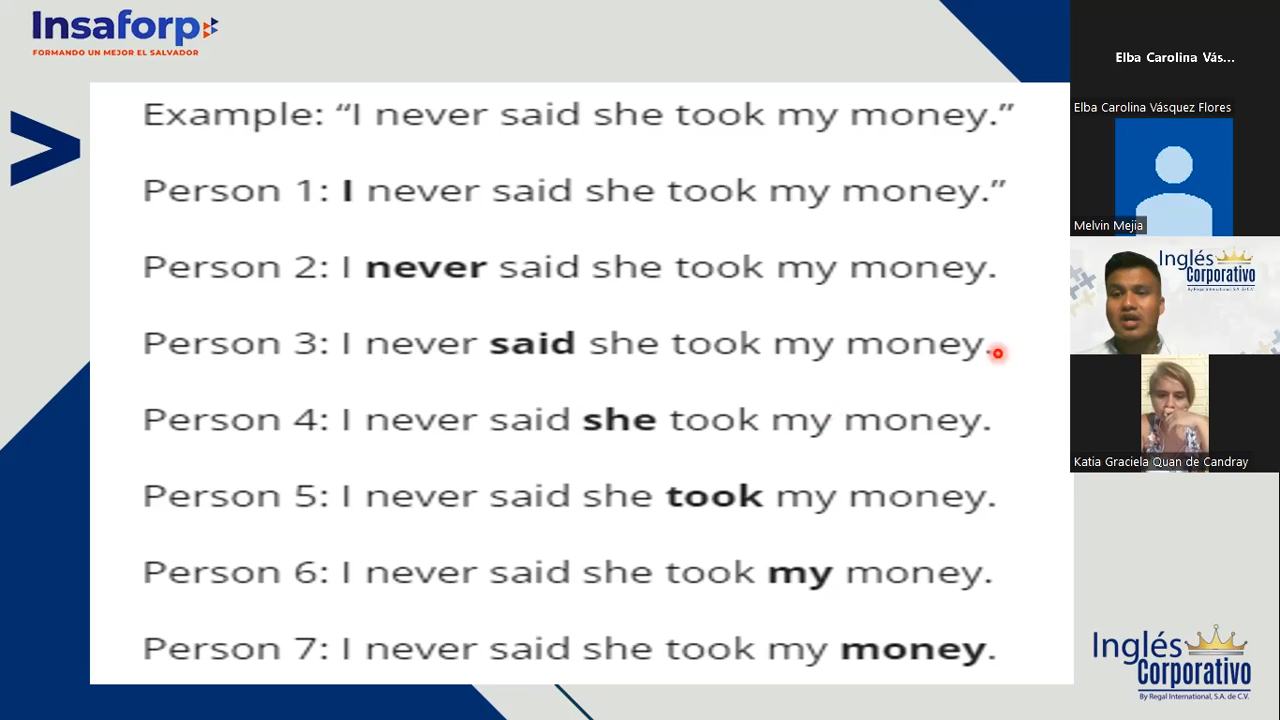 Insaforp
FORMANDO UN MEJOR EL SALVADOR
>
Example: “I never said she took my money.”
Person 1: I never said she took my money.”
Person 2: I never said she took my money.
Person 3: I never said she took my money.
Person 4: I never said she took my money.
Person 5: I never said she took my money.
Person 6: I never said she took my money.
Person 7: I never said she took my money.
Elba Carolina Vás...
Elba Carolina Vásquez Flores
Melvin Mejia
Inglés
Corporativo
By Regal International, S.A. de C.V.
Katia Graciela Quan de Candray
Inglés
Corporativo
By Regal International, S.A. de C.V.